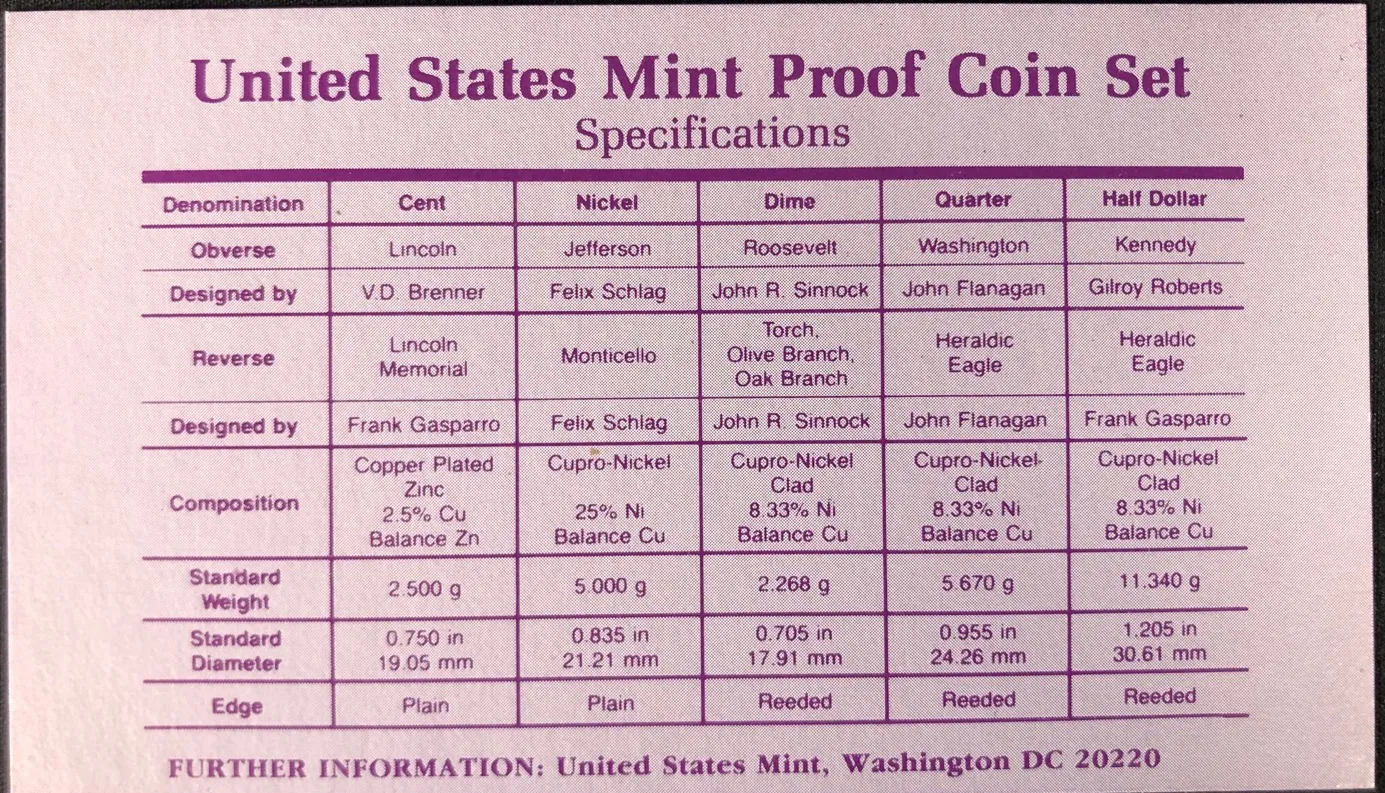 United States Mint Proof Coin Set
Specifications
Denomination Cent Nickel Dime Quarter Half Dollar
Obverse Lincoln Jefferson Roosevelt Washington Kennedy
Designed by V.D. Brenner Felix Schlag John R. Sinnock John Flanagan Gilroy Roberts
Reverse Lincoln Memorial Monticello Torch, Olive Branch, Oak Branch Heraldic Eagle Heraldic Eagle
Designed by Frank Gasparro Felix Schlag John R. Sinnock John Flanagan Frank Gasparro
Composition Copper Plated Zinc 2.5% Cu Balance Zn Cupro-Nickel 25% Ni Balance Cu Cupro-Nickel Clad 8.33% Ni Balance Cu Cupro-Nickel Clad 8.33% Ni Balance Cu Cupro-Nickel Clad 8.33% Ni Balance Cu
Standard Weight 2.500 g 5.000 g 2.268 g 5.670 g 11.340 g
Standard Diameter 0.750 in 19.05 mm 0.835 in 21.21 mm 0.705 in 17.91 mm 0.955 in 24.26 mm 1.205 in 30.61 mm
Edge Plain Plain Reeded Reeded Reeded
FURTHER INFORMATION: United States Mint, Washington DC 20220